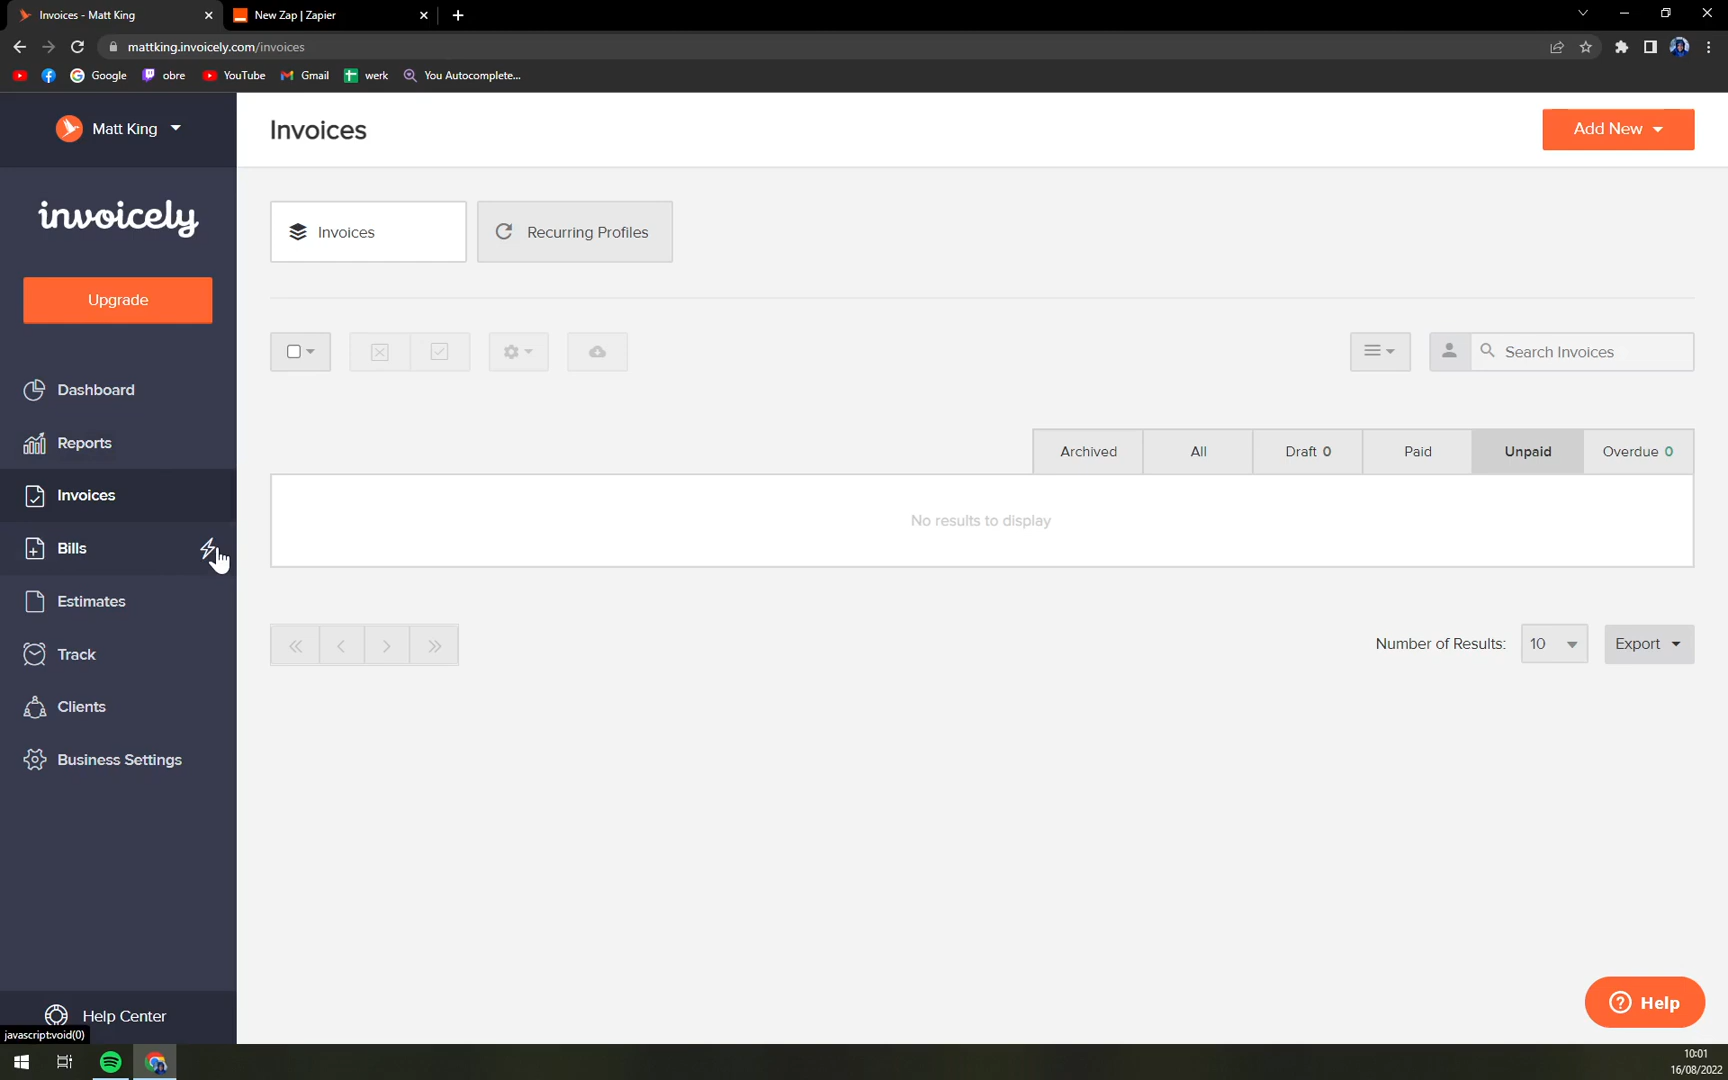 Invoices - Matt King
New Zap | Zapier
mattking.invoicely.com/invoices
Google
obre
YouTube
Gmail
werk
You Autocomplete...
Matt King
Invoices
Add New
invoicely
Invoices
Recurring Profiles
Upgrade
Search Invoices
Dashboard
Reports
Archived
All
Draft 0
Paid
Unpaid
Overdue 0
Invoices
No results to display
Bills
Estimates
Number of Results:
10
Export
Track
Clients
Business Settings
Help
Help Center
javascript:void(0)
10:01
16/08/2022